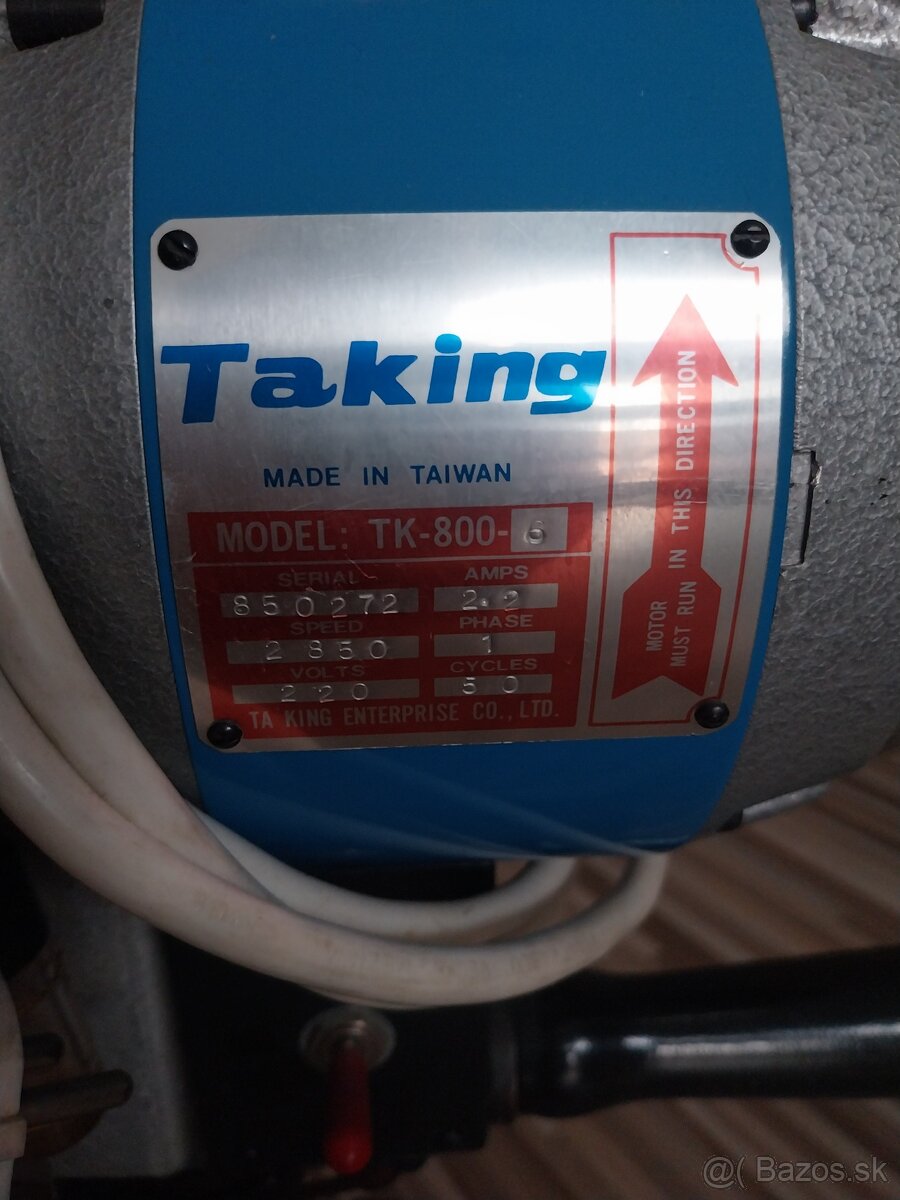 Taking
MADE IN TAIWAN
MODEL: TK-800-6
SERIAL AMPS
850272 2.2
SPEED PHASE
2850 1
VOLTS CYCLES
220 50
TA KING ENTERPRISE CO., LTD.
MOTOR
MUST RUN IN THIS DIRECTION
@( Bazos.sk